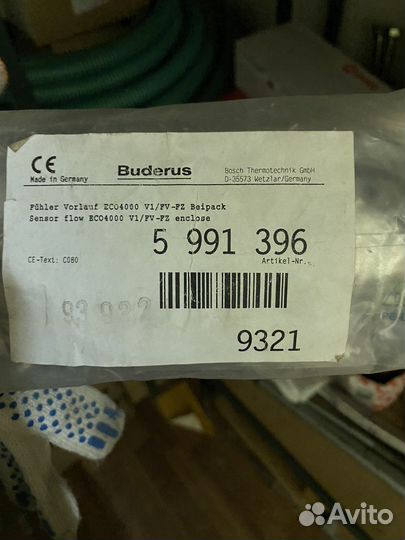 CE
Made in Germany
Buderus
Bosch Thermotechnik GmbH
D-35573 Wetzlar/Germany
Fühler Vorlauf ECO4000 V1/FV-FZ Beipack
Sensor flow ECO4000 V1/FV-FZ enclose
5 991 396
CE-Text: C080
Artikel-Nr.
9321
Avito